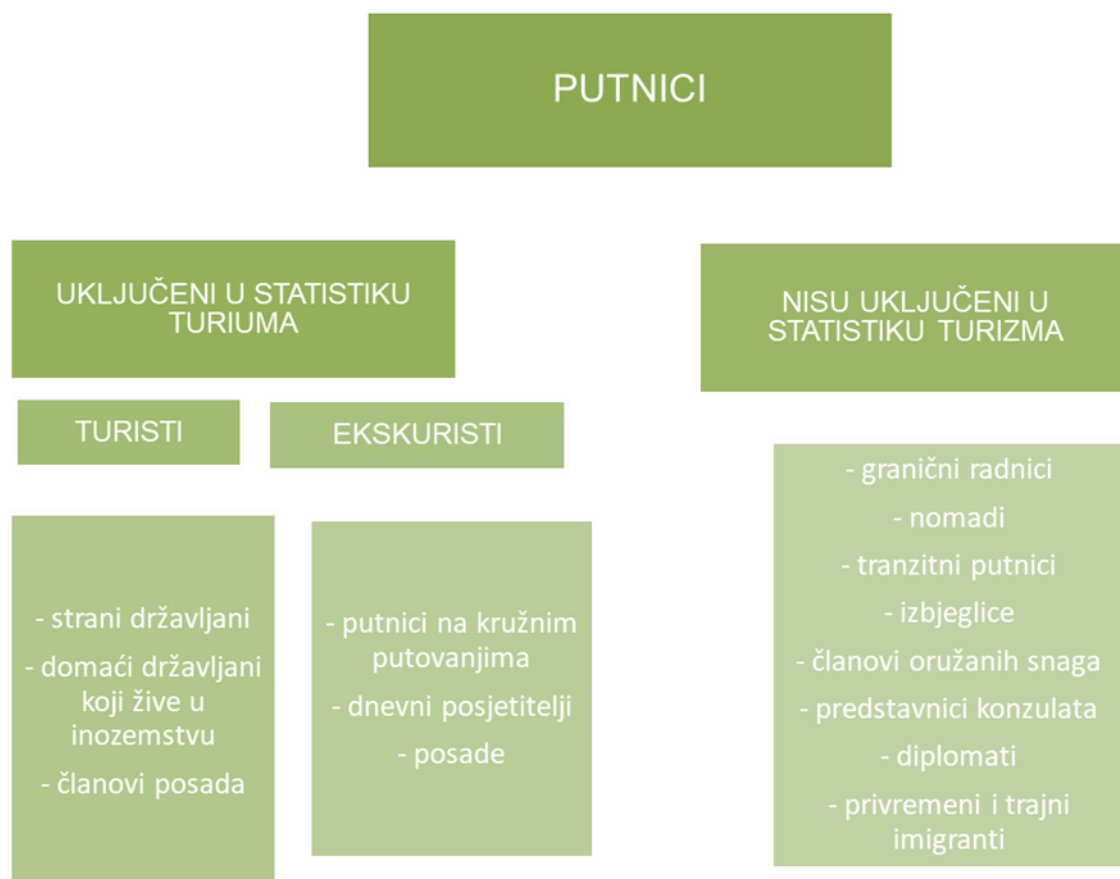 PUTNICI
UKLJUČENI U STATISTIKU
TURIUMA
NISU UKLJUČENI U
STATISTIKU TURIZMA
TURISTI
EKSKURISTI
- strani državljani
- domaći državljani
koji žive u
inozemstvu
- članovi posada
- putnici na kružnim
putovanjima
- dnevni posjetitelji
- posade
- granični radnici
- nomadi
- tranzitni putnici
- izbjeglice
- članovi oružanih snaga
- predstavnici konzulata
- diplomati
- privremeni i trajni
imigranti